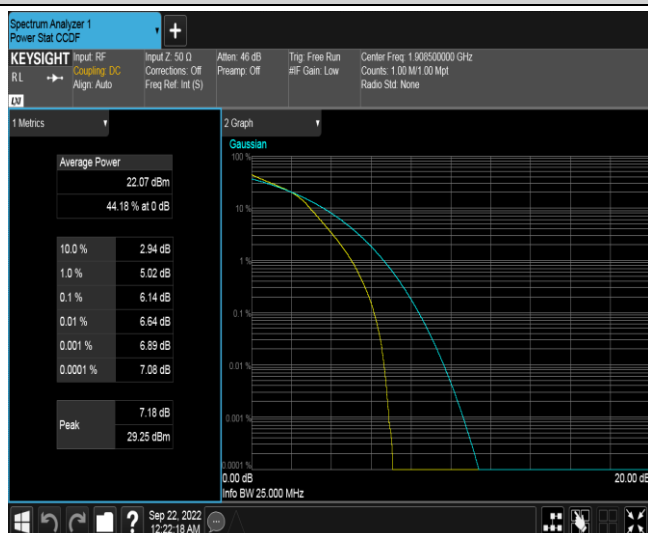 Spectrum Analyzer 1
Power Stat CCDF
+
KEYSIGHT
RL
LXI
Input: RF
Coupling: DC
Align: Auto
Input Z: 50 Ω
Corrections: Off
Freq Ref: Int (S)
Atten: 46 dB
Preamp: Off
Trig: Free Run
#IF Gain: Low
Center Freq: 1.908500000 GHz
Counts: 1.00 M/1.00 Mpt
Radio Std: None
1 Metrics
Average Power
22.07 dBm
44.18 % at 0 dB
10.0 % 2.94 dB
1.0 % 5.02 dB
0.1 % 6.14 dB
0.01 % 6.64 dB
0.001 % 6.89 dB
0.0001 % 7.08 dB
Peak
7.18 dB
29.25 dBm
2 Graph
Gaussian
100 %
10 %
1 %
0.1 %
0.01 %
0.001 %
0.0001 %
0.00 dB 20.00 dB
Info BW 25.000 MHz
?
Sep 22, 2022
12:22:18 AM